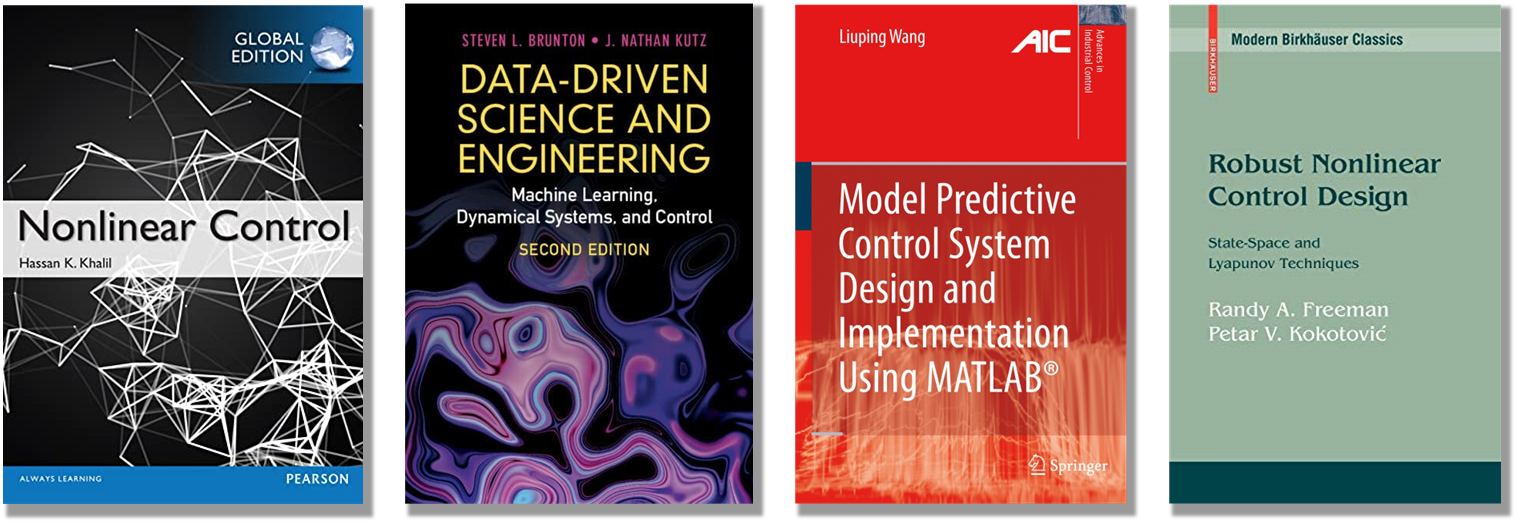 GLOBAL
EDITION
Nonlinear Control
Hassan K. Khalil
ALWAYS LEARNING
PEARSON
STEVEN L. BRUNTON • J. NATHAN KUTZ
DATA-DRIVEN
SCIENCE AND
ENGINEERING
Machine Learning,
Dynamical Systems, and Control
SECOND EDITION
Liuping Wang
AIC
Advances in
Industrial Control
Model Predictive
Control System
Design and
Implementation
Using MATLAB®
Springer
BIRKHAUSER
Modern Birkhäuser Classics
Robust Nonlinear
Control Design
State-Space and
Lyapunov Techniques
Randy A. Freeman
Petar V. Kokotović